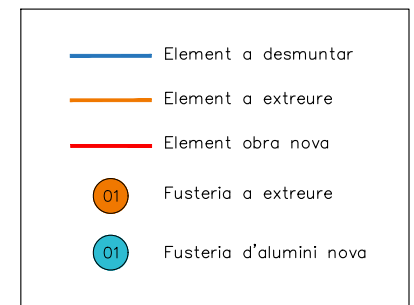 Element a desmuntar
Element a extreure
Element obra nova
01 Fusteria a extreure
01 Fusteria d'alumini nova